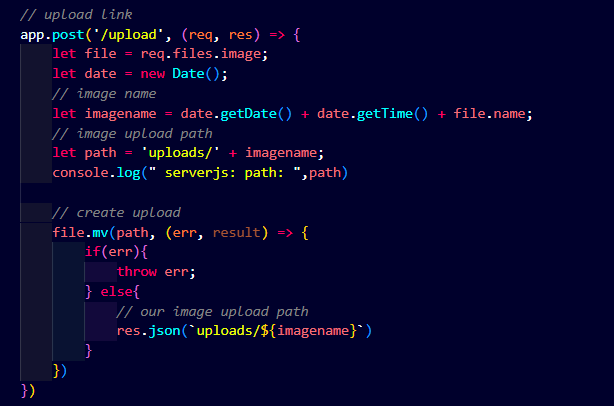 // upload link
app.post('/upload', (req, res) => {
    let file = req.files.image;
    let date = new Date();
    // image name
    let imagename = date.getDate() + date.getTime() + file.name;
    // image upload path
    let path = 'uploads/' + imagename;
    console.log(" serverjs: path: ",path)

    // create upload
    file.mv(path, (err, result) => {
        if(err){
            throw err;
        } else{
            // our image upload path
            res.json(`uploads/${imagename}`)
        }
    })
})